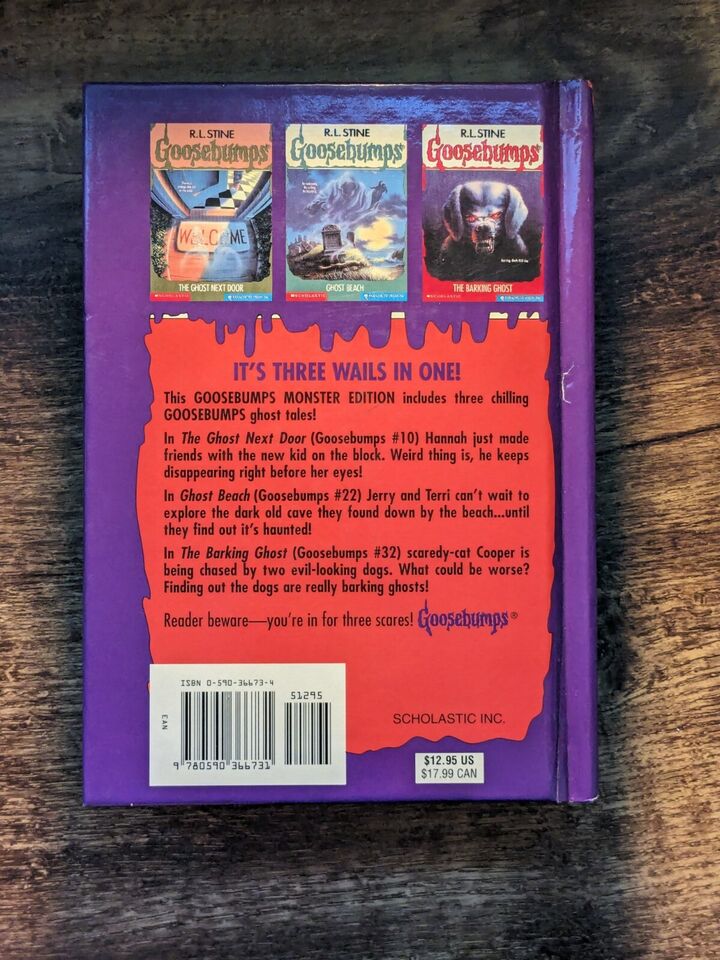 R.L. STINE
Goosebumps
WELCOME
THE GHOST NEXT DOOR
SCHOLASTIC
R.L. STINE
Goosebumps
GHOST BEACH
SCHOLASTIC
R.L. STINE
Goosebumps
THE BARKING GHOST
SCHOLASTIC
IT'S THREE WAILS IN ONE!
This GOOSEBUMPS MONSTER EDITION includes three chilling
GOOSEBUMPS ghost tales!
In The Ghost Next Door (Goosebumps #10) Hannah just made
friends with the new kid on the block. Weird thing is, he keeps
disappearing right before her eyes!
In Ghost Beach (Goosebumps #22) Jerry and Terri can't wait to
explore the dark old cave they found down by the beach...until
they find out it's haunted!
In The Barking Ghost (Goosebumps #32) scaredy-cat Cooper is
being chased by two evil-looking dogs. What could be worse?
Finding out the dogs are really barking ghosts!
Reader beware—you're in for three scares! Goosebumps®
ISBN 0-590-36673-4
51295
EAN
9 780590 366731
SCHOLASTIC INC.
$12.95 US
$17.99 CAN